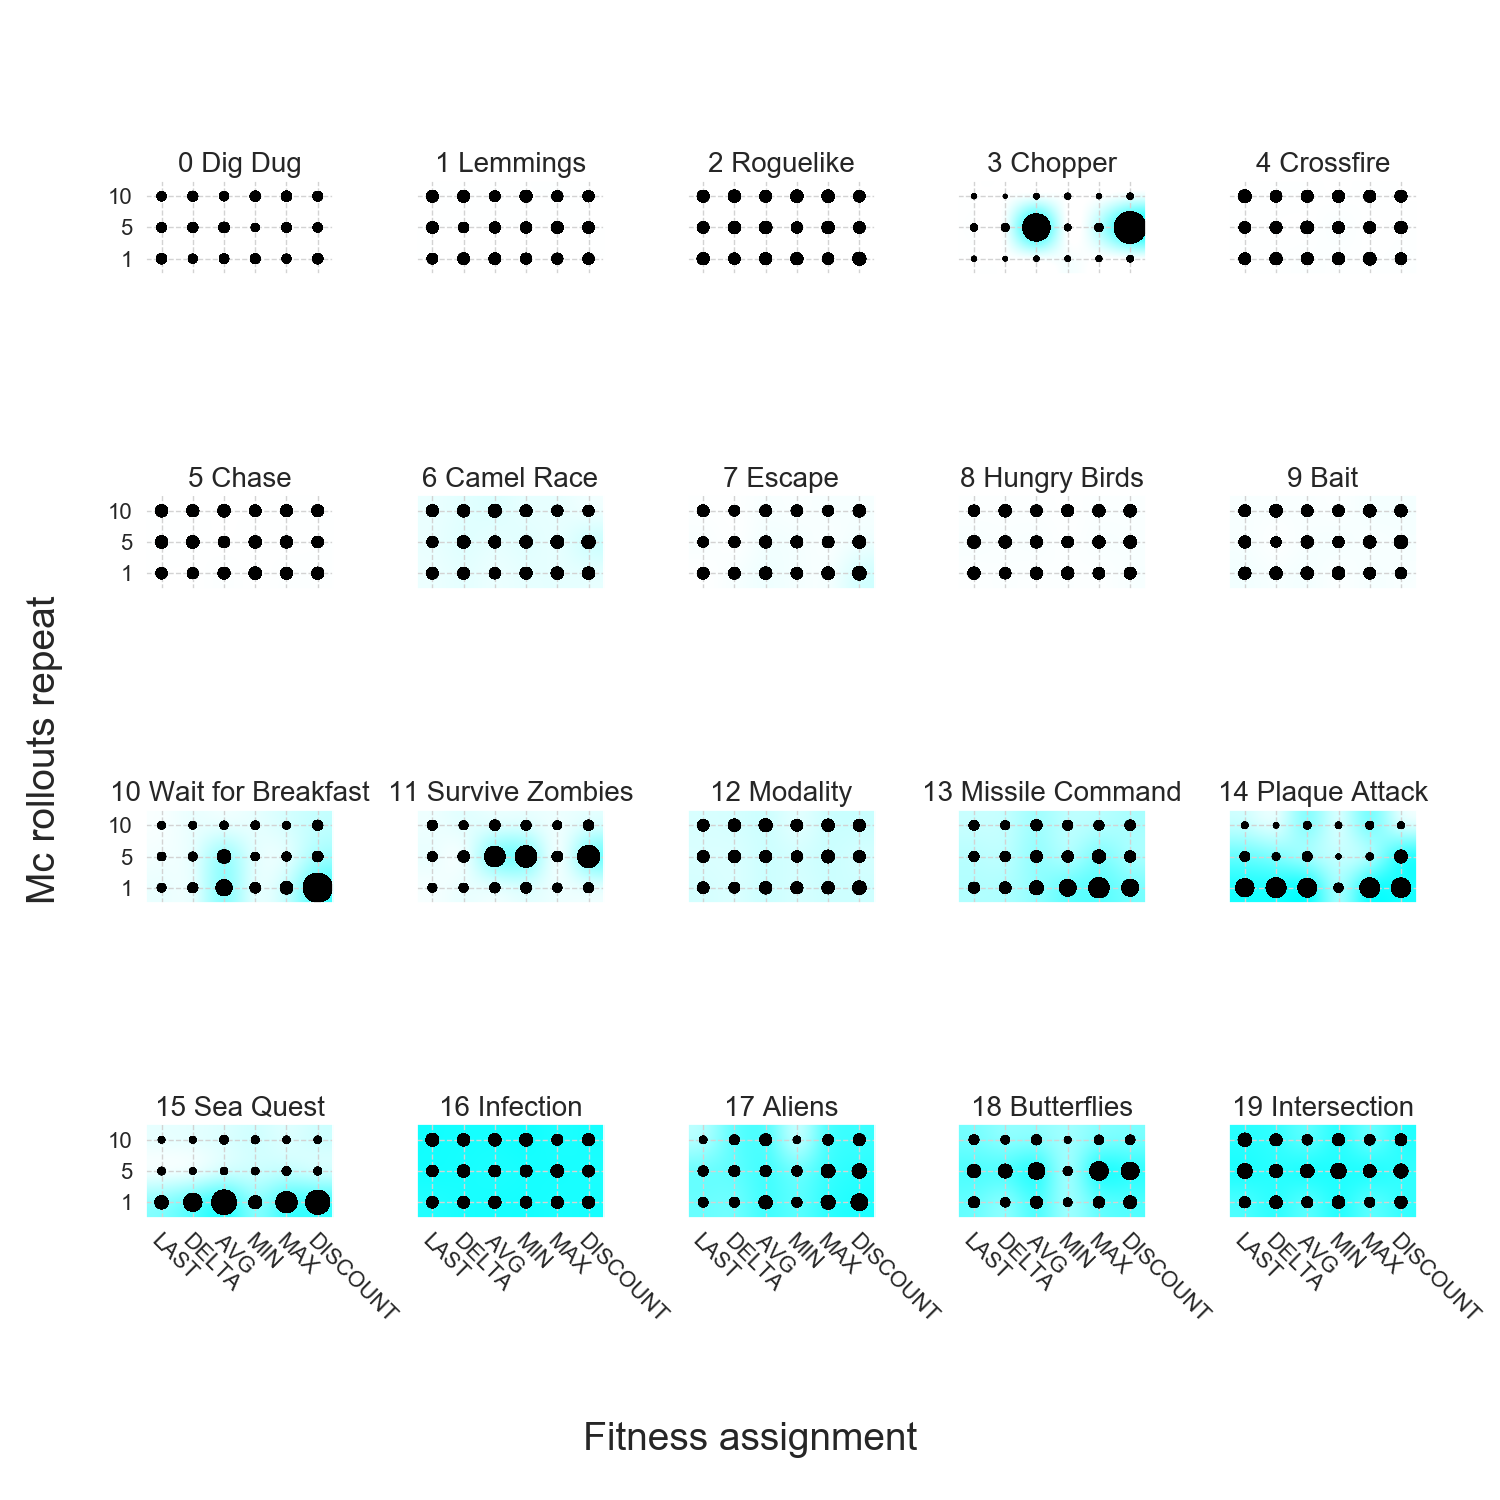 0 Dig Dug
1 Lemmings
2 Roguelike
3 Chopper
4 Crossfire
10
5
1
5 Chase
6 Camel Race
7 Escape
8 Hungry Birds
9 Bait
10
5
1
Mc rollouts repeat
10 Wait for Breakfast
11 Survive Zombies
12 Modality
13 Missile Command
14 Plaque Attack
10
5
1
15 Sea Quest
16 Infection
17 Aliens
18 Butterflies
19 Intersection
10
5
1
LAST
DELTA
AVG
MIN
MAX
DISCOUNT
LAST
DELTA
AVG
MIN
MAX
DISCOUNT
LAST
DELTA
AVG
MIN
MAX
DISCOUNT
LAST
DELTA
AVG
MIN
MAX
DISCOUNT
LAST
DELTA
AVG
MIN
MAX
DISCOUNT
Fitness assignment